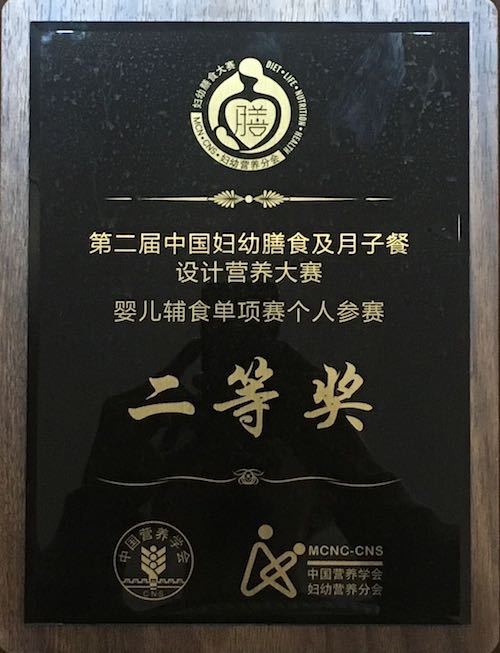 妇幼膳食大赛
DIET·LIFE·NUTRITION·HEALTH
膳
MCN·CNS·妇幼营养分会
第二届中国妇幼膳食及月子餐
设计营养大赛
婴儿辅食单项赛个人参赛
二等奖
中国营养学会
CNS
MCNC-CNS
中国营养学会
妇幼营养分会